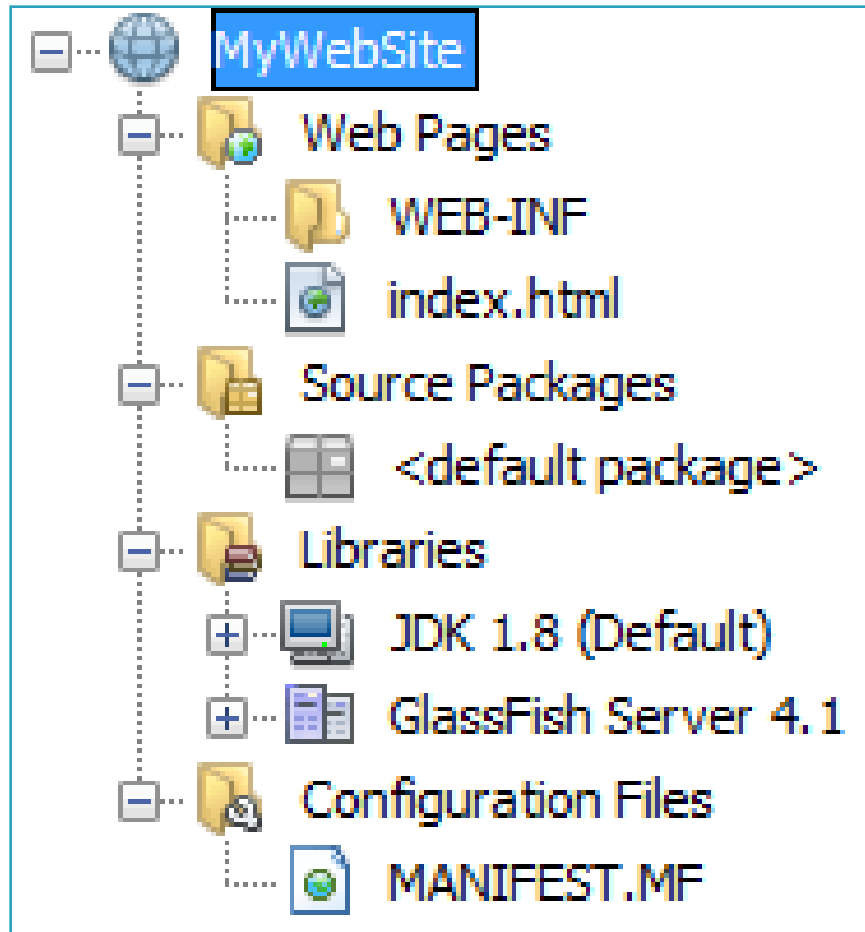 MyWebSite
Web Pages
WEB-INF
index.html
Source Packages
<default package>
Libraries
JDK 1.8 (Default)
GlassFish Server 4.1
Configuration Files
MANIFEST.MF